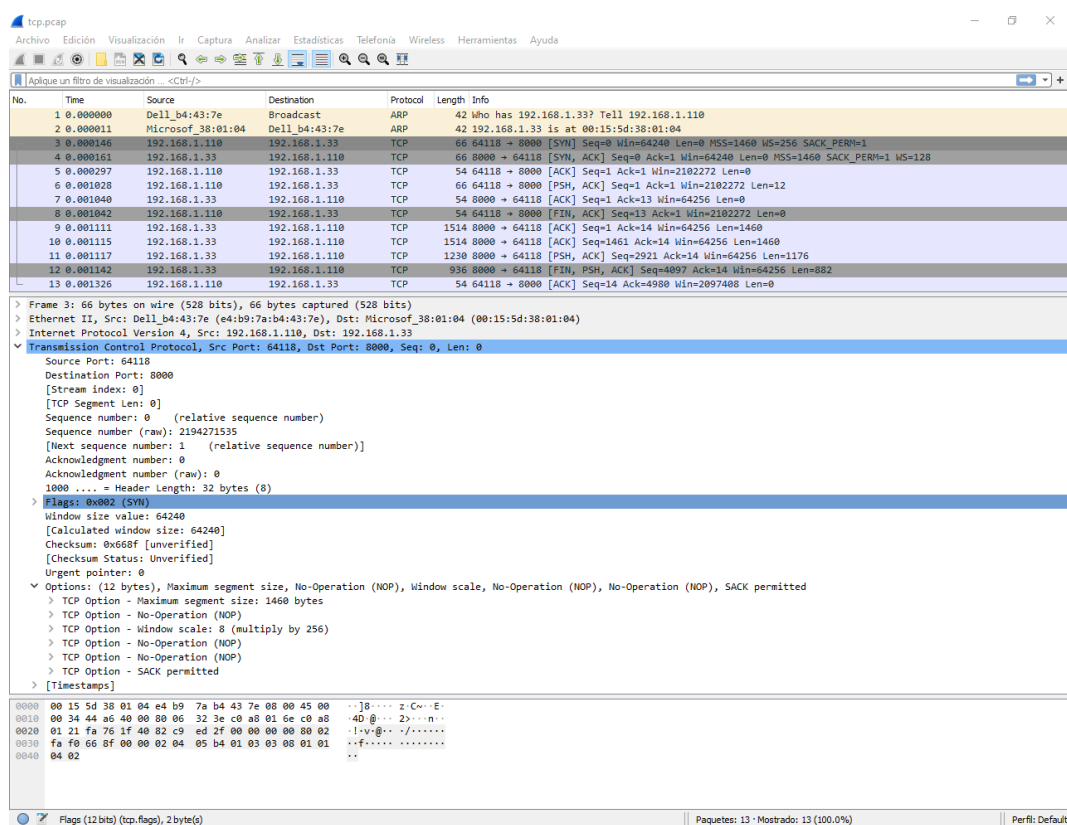 tcp.pcap
Archivo Edición Visualización Ir Captura Analizar Estadísticas Telefonía Wireless Herramientas Ayuda
Aplique un filtro de visualización ... <Ctrl-/>
No. Time Source Destination Protocol Length Info
1 0.000000 Dell_b4:43:7e Broadcast ARP 42 Who has 192.168.1.33? Tell 192.168.1.110
2 0.000011 Microsof_38:01:04 Dell_b4:43:7e ARP 42 192.168.1.33 is at 00:15:5d:38:01:04
3 0.000146 192.168.1.110 192.168.1.33 TCP 66 64118 → 8000 [SYN] Seq=0 Win=64240 Len=0 MSS=1460 WS=256 SACK_PERM=1
4 0.000161 192.168.1.33 192.168.1.110 TCP 66 8000 → 64118 [SYN, ACK] Seq=0 Ack=1 Win=64240 Len=0 MSS=1460 SACK_PERM=1 WS=128
5 0.000297 192.168.1.110 192.168.1.33 TCP 54 64118 → 8000 [ACK] Seq=1 Ack=1 Win=2102272 Len=0
6 0.001028 192.168.1.110 192.168.1.33 TCP 66 64118 → 8000 [PSH, ACK] Seq=1 Ack=1 Win=2102272 Len=12
7 0.001040 192.168.1.33 192.168.1.110 TCP 54 8000 → 64118 [ACK] Seq=1 Ack=13 Win=64256 Len=0
8 0.001042 192.168.1.110 192.168.1.33 TCP 54 64118 → 8000 [FIN, ACK] Seq=13 Ack=1 Win=2102272 Len=0
9 0.001111 192.168.1.33 192.168.1.110 TCP 1514 8000 → 64118 [ACK] Seq=1 Ack=14 Win=64256 Len=1460
10 0.001115 192.168.1.33 192.168.1.110 TCP 1514 8000 → 64118 [ACK] Seq=1461 Ack=14 Win=64256 Len=1460
11 0.001117 192.168.1.33 192.168.1.110 TCP 1230 8000 → 64118 [PSH, ACK] Seq=2921 Ack=14 Win=64256 Len=1176
12 0.001142 192.168.1.33 192.168.1.110 TCP 936 8000 → 64118 [FIN, PSH, ACK] Seq=4097 Ack=14 Win=64256 Len=882
13 0.001326 192.168.1.110 192.168.1.33 TCP 54 64118 → 8000 [ACK] Seq=14 Ack=4980 Win=2097408 Len=0
> Frame 3: 66 bytes on wire (528 bits), 66 bytes captured (528 bits)
> Ethernet II, Src: Dell_b4:43:7e (e4:b9:7a:b4:43:7e), Dst: Microsof_38:01:04 (00:15:5d:38:01:04)
> Internet Protocol Version 4, Src: 192.168.1.110, Dst: 192.168.1.33
Transmission Control Protocol, Src Port: 64118, Dst Port: 8000, Seq: 0, Len: 0
Source Port: 64118
Destination Port: 8000
[Stream index: 0]
[TCP Segment Len: 0]
Sequence number: 0 (relative sequence number)
Sequence number (raw): 2194271535
[Next sequence number: 1 (relative sequence number)]
Acknowledgment number: 0
Acknowledgment number (raw): 0
1000 .... = Header Length: 32 bytes (8)
> Flags: 0x002 (SYN)
Window size value: 64240
[Calculated window size: 64240]
Checksum: 0x668f [unverified]
[Checksum Status: Unverified]
Urgent pointer: 0
Options: (12 bytes), Maximum segment size, No-Operation (NOP), Window scale, No-Operation (NOP), No-Operation (NOP), SACK permitted
> TCP Option - Maximum segment size: 1460 bytes
> TCP Option - No-Operation (NOP)
> TCP Option - Window scale: 8 (multiply by 256)
> TCP Option - No-Operation (NOP)
> TCP Option - No-Operation (NOP)
> TCP Option - SACK permitted
> [Timestamps]
0000 00 15 5d 38 01 04 e4 b9 7a b4 43 7e 08 00 45 00 ··]8···· z·C~··E·
0010 00 34 44 a6 40 00 80 06 32 3e c0 a8 01 6e c0 a8 ·4D·@··· 2>···n··
0020 01 21 fa 76 1f 40 82 c9 ed 2f 00 00 00 00 80 02 ·!·v·@·· ·/······
0030 fa f0 66 8f 00 00 02 04 05 b4 01 03 03 08 01 01 ··f····· ········
0040 04 02 ··
Flags (12 bits) (tcp.flags), 2 byte(s) Paquetes: 13 · Mostrado: 13 (100.0%) Perfil: Default